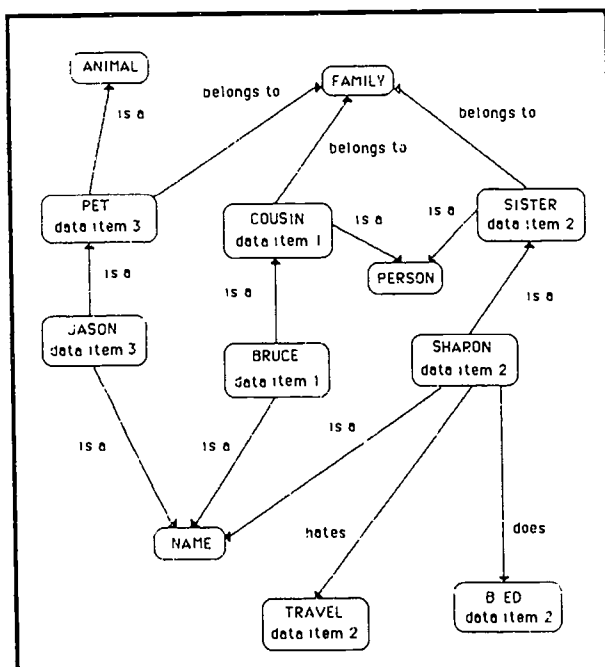 ANIMAL
FAMILY
is a
belongs to
belongs to
belongs to
PET
data item 3
COUSIN
data item 1
SISTER
data item 2
is a
is a
PERSON
is a
is a
is a
JASON
data item 3
BRUCE
data item 1
SHARON
data item 2
is a
is a
is a
NAME
hates
does
TRAVEL
data item 2
B ED
data item 2